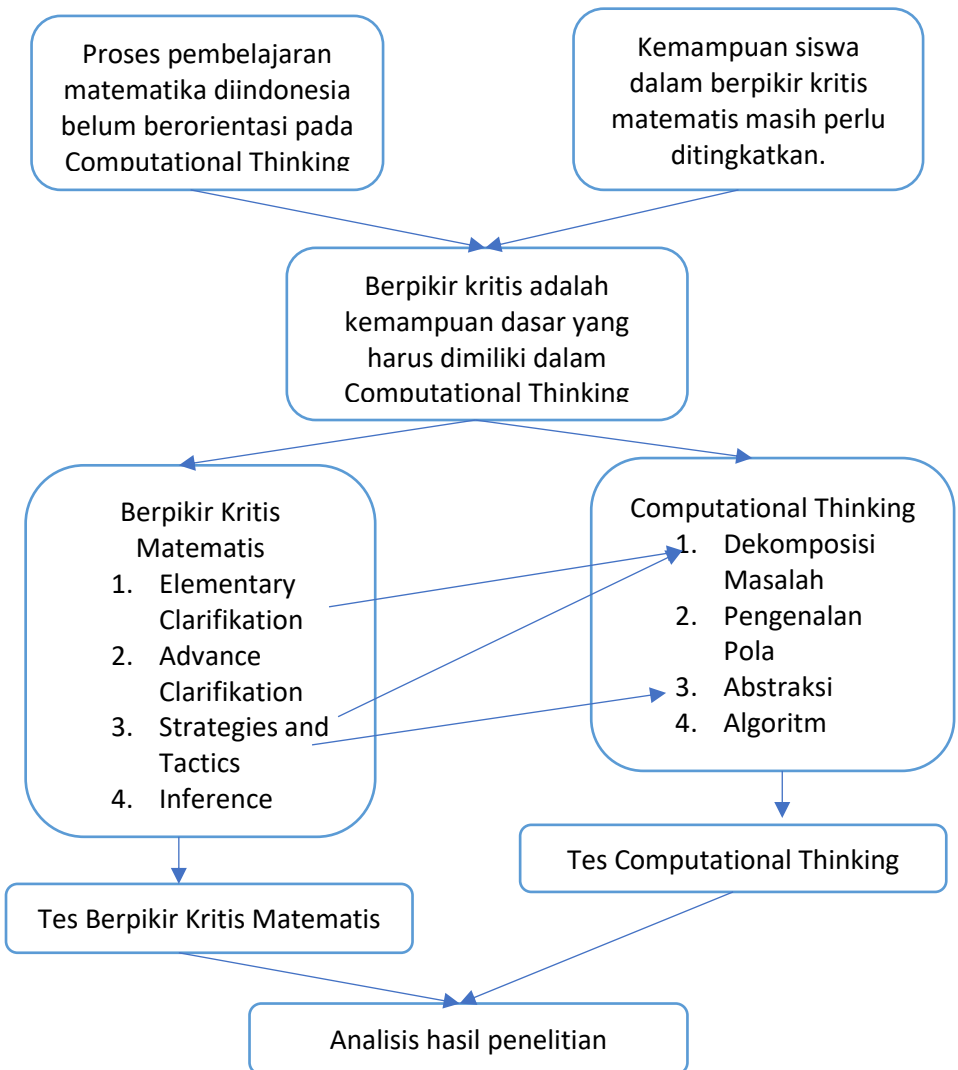 Proses pembelajaran
matematika diindonesia
belum berorientasi pada
Computational Thinking
Kemampuan siswa
dalam berpikir kritis
matematis masih perlu
ditingkatkan.
Berpikir kritis adalah
kemampuan dasar yang
harus dimiliki dalam
Computational Thinking
Berpikir Kritis
Matematis
1. Elementary
Clarifikation
2. Advance
Clarifikation
3. Strategies and
Tactics
4. Inference
Computational Thinking
1. Dekomposisi
Masalah
2. Pengenalan
Pola
3. Abstraksi
4. Algoritm
Tes Computational Thinking
Tes Berpikir Kritis Matematis
Analisis hasil penelitian